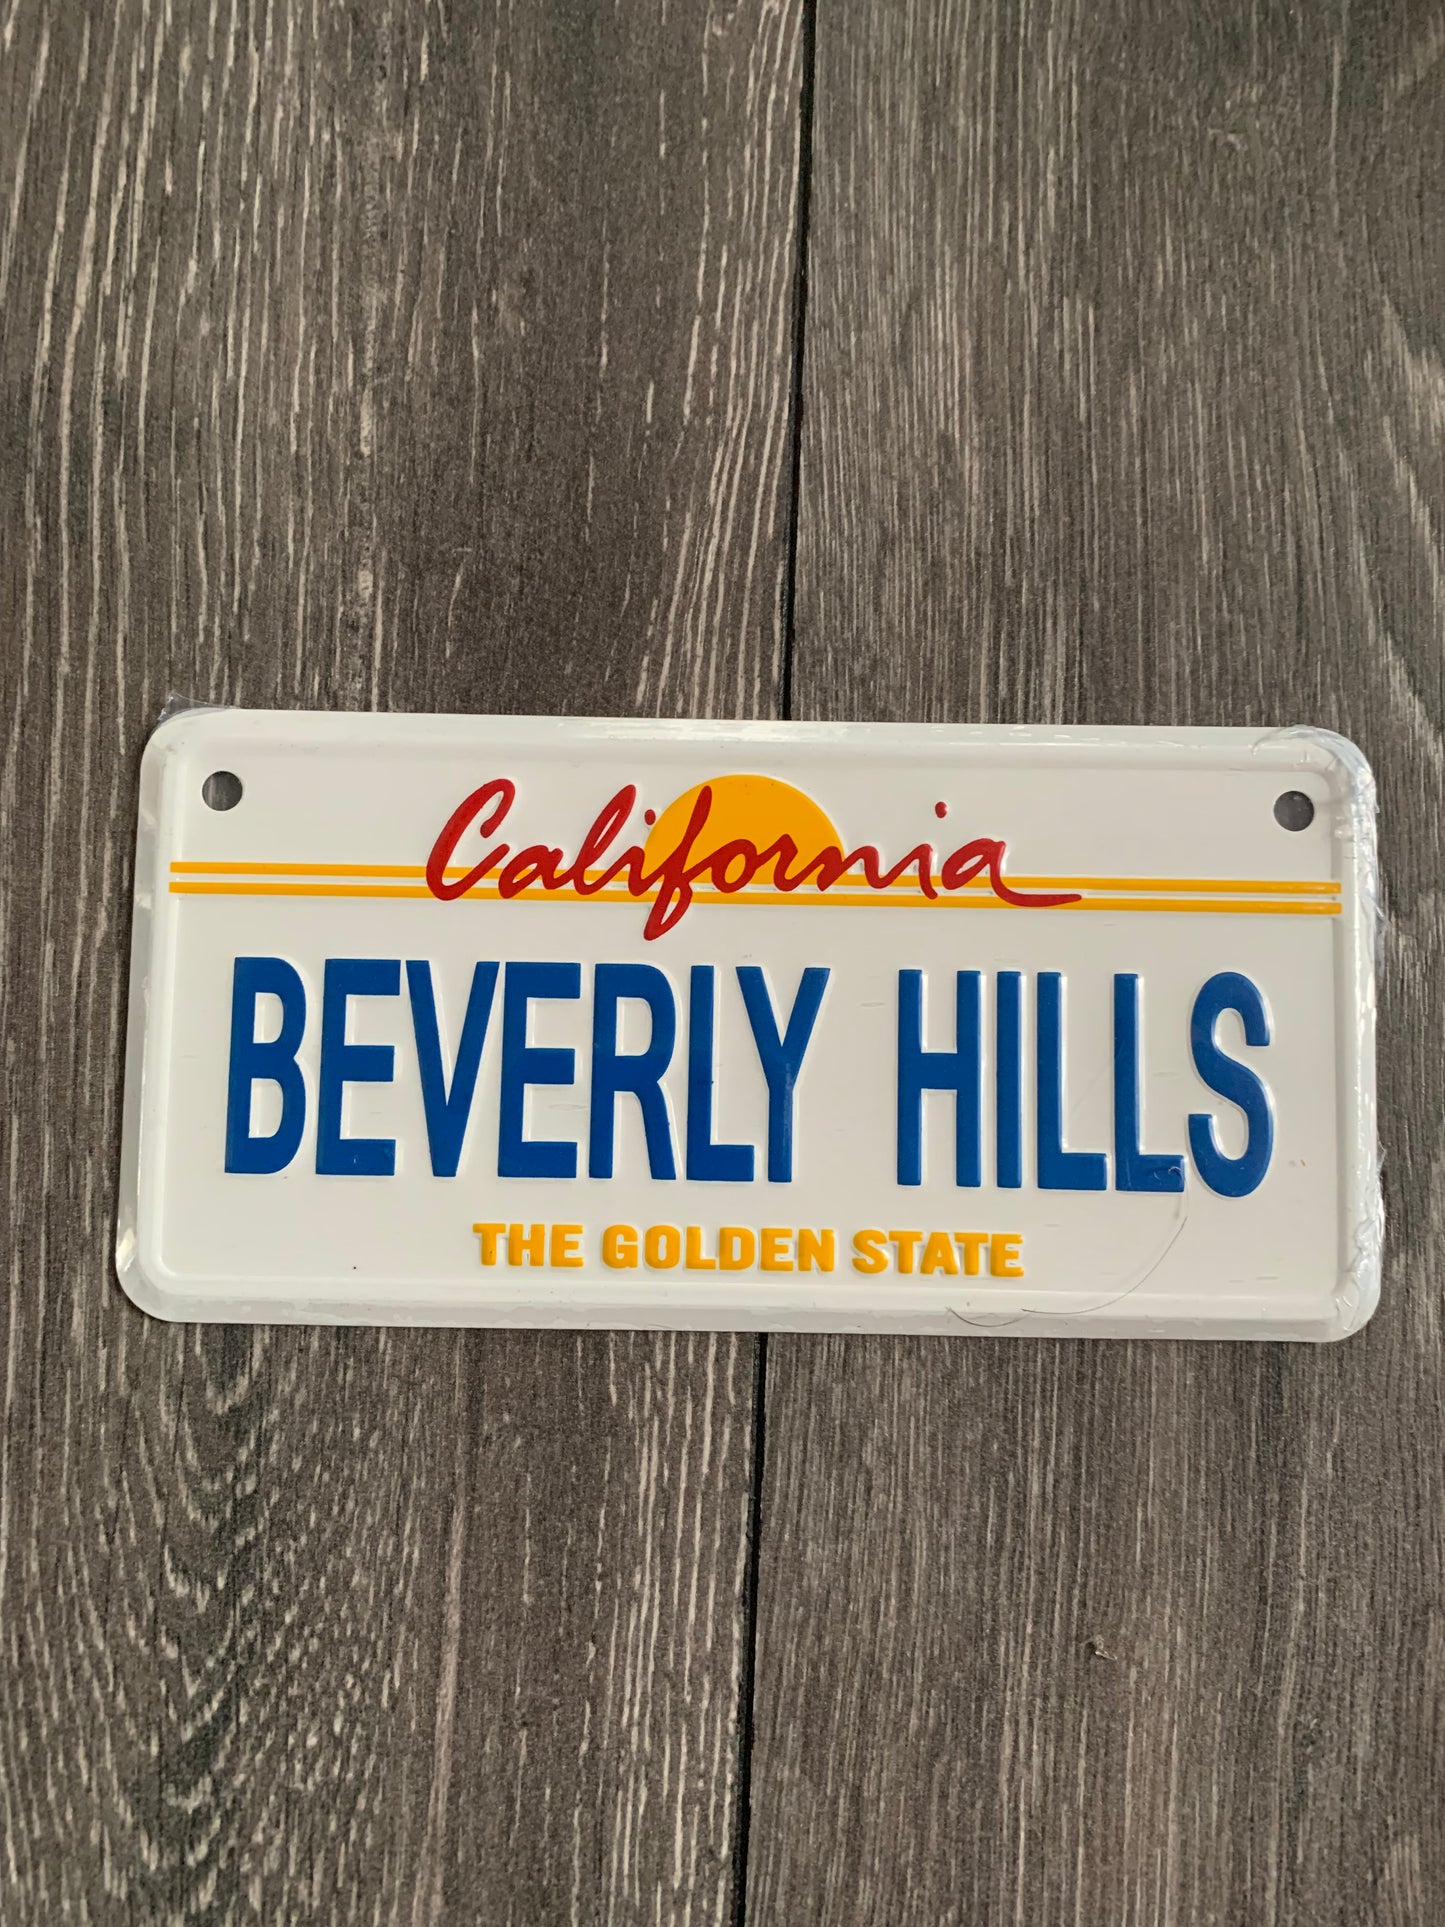 California
BEVERLY HILLS
THE GOLDEN STATE